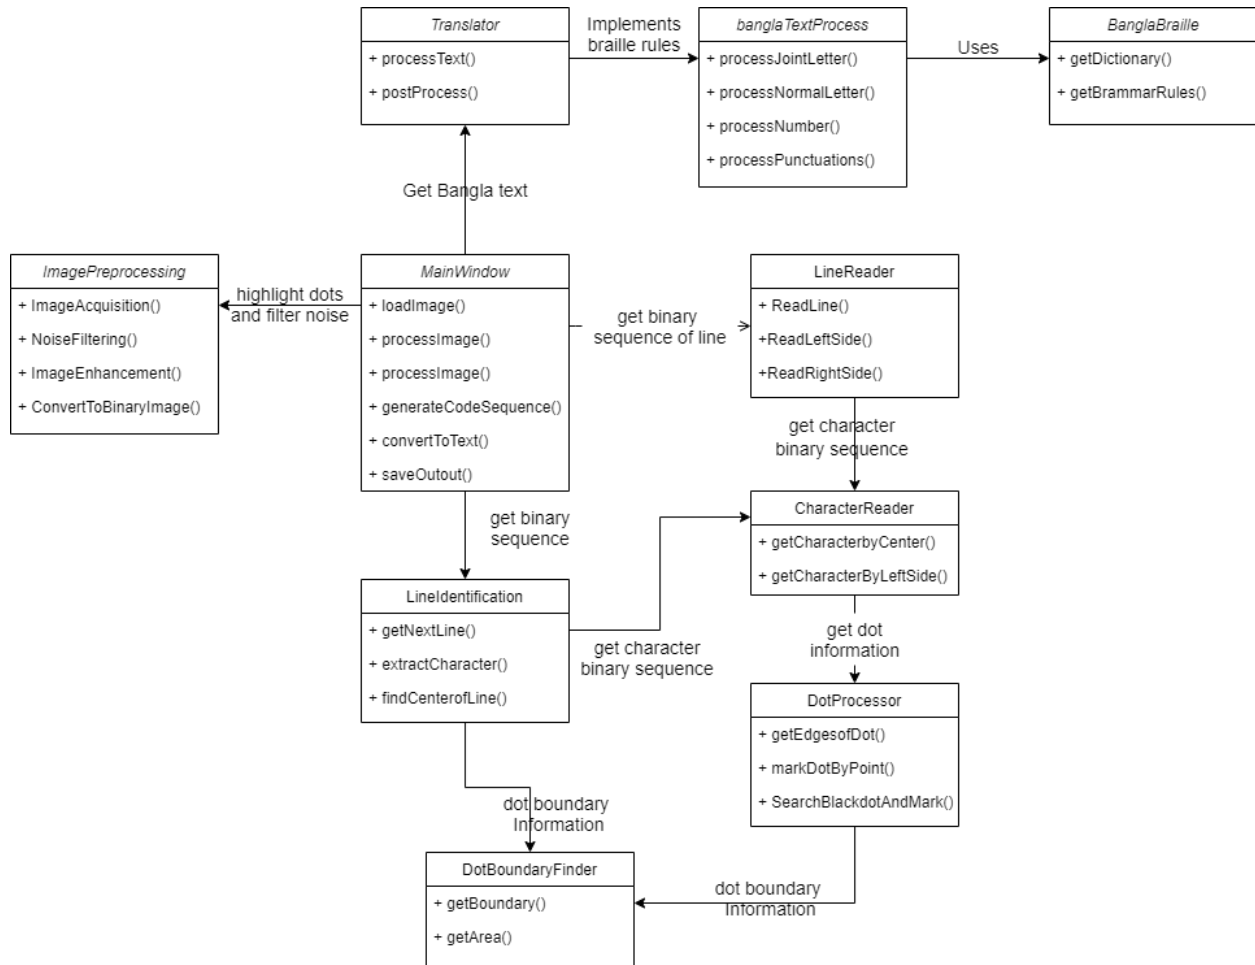 Translator
+ processText()
+ postProcess()
Implements
braille rules
banglaTextProcess
+ processJointLetter()
+ processNormalLetter()
+ processNumber()
+ processPunctuations()
Uses
BanglaBraille
+ getDictionary()
+ getBrammarRules()
Get Bangla text
ImagePreprocessing
+ ImageAcquisition()
+ NoiseFiltering()
+ ImageEnhancement()
+ ConvertToBinaryImage()
highlight dots
and filter noise
MainWindow
+ loadImage()
+ processImage()
+ processImage()
+ generateCodeSequence()
+ convertToText()
+ saveOutout()
get binary
sequence of line
LineReader
+ ReadLine()
+ReadLeftSide()
+ReadRightSide()
get character
binary sequence
get binary
sequence
CharacterReader
+ getCharacterbyCenter()
+ getCharacterByLeftSide()
LineIdentification
+ getNextLine()
+ extractCharacter()
+ findCenterofLine()
get character
binary sequence
get dot
information
DotProcessor
+ getEdgesofDot()
+ markDotByPoint()
+ SearchBlackdotAndMark()
dot boundary
Information
DotBoundaryFinder
+ getBoundary()
+ getArea()
dot boundary
Information